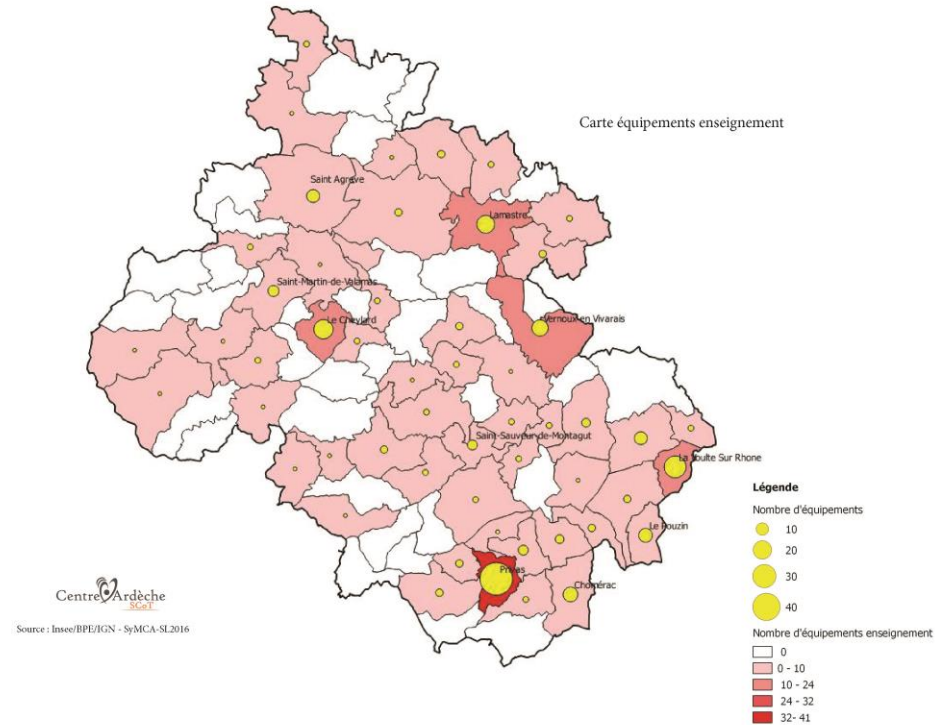 Carte équipements enseignement
Saint Agrève
Lamastre
Saint-Martin-de-Valamas
Le Cheylard
Vernoux-en Vivarais
Saint-Sauveur-de-Montagut
La Voulte Sur Rhone
Le Pouzin
Privas
Chomérac
Légende
Nombre d'équipements
10
20
30
40
Nombre d'équipements enseignement
0
0 - 10
10 - 24
24 - 32
32- 41
Centre Ardèche
SCoT
Source : Insee/BPE/IGN - SyMCA-SL2016